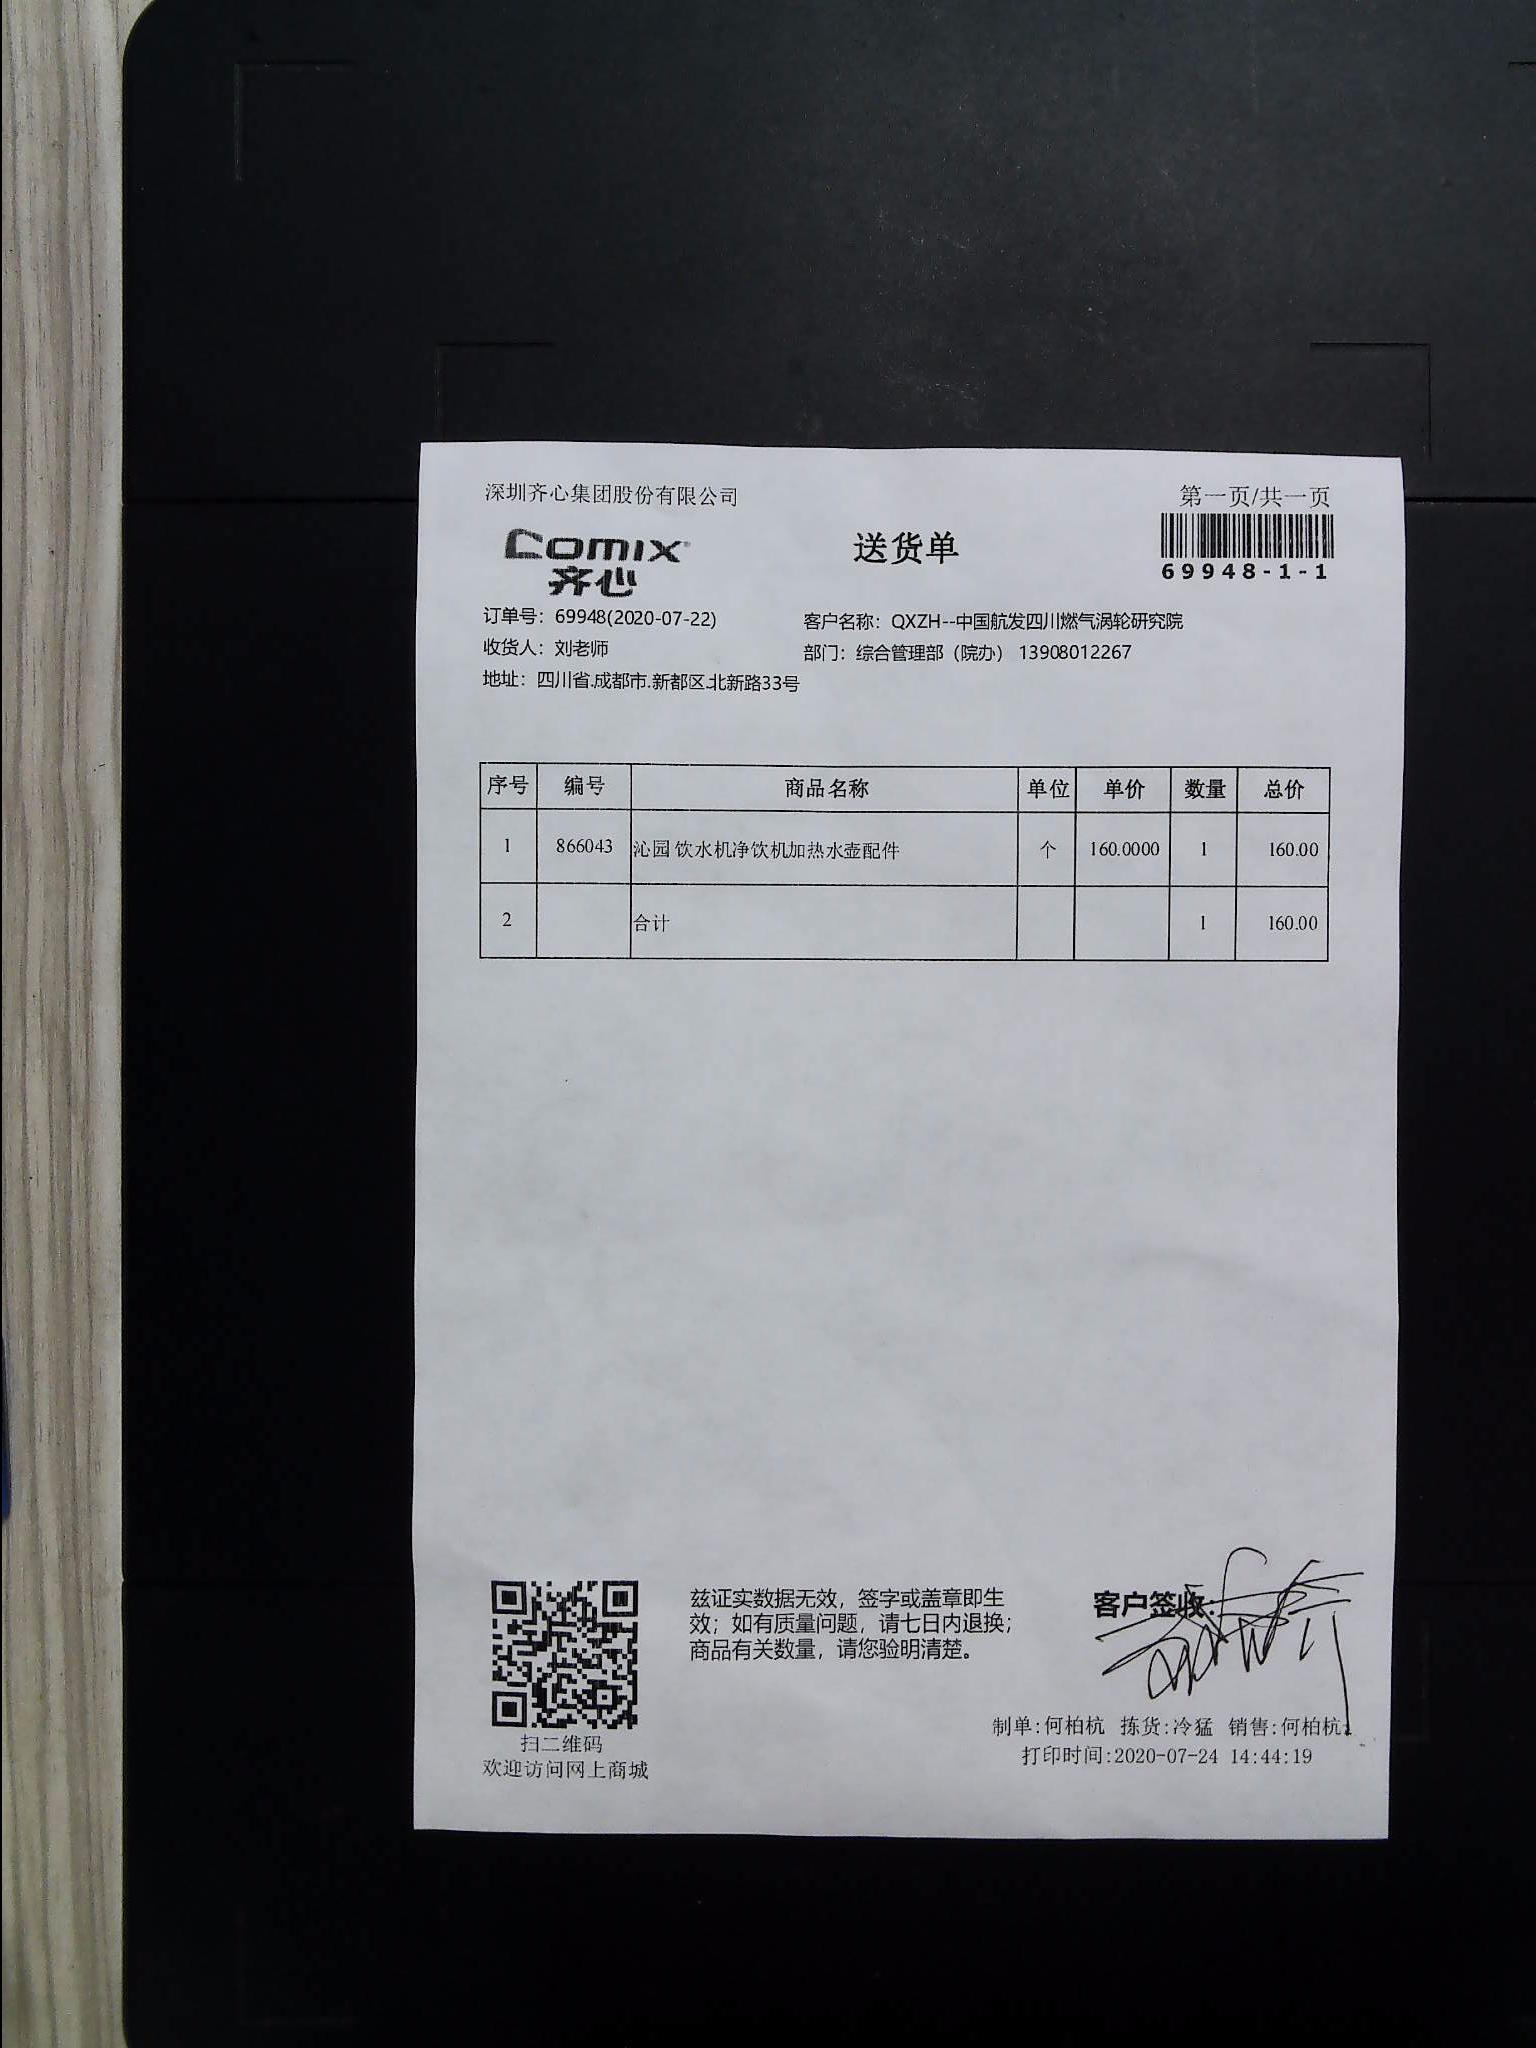 深圳齐心集团股份有限公司
第一页/共一页
Comix
齐心
送货单
69948-1-1
订单号：69948(2020-07-22)
客户名称：QXZH--中国航发四川燃气涡轮研究院
收货人：刘老师
部门：综合管理部（院办） 13908012267
地址：四川省.成都市.新都区.北新路33号
序号 编号 商品名称 单位 单价 数量 总价
1 866043 沁园 饮水机净饮机加热水壶配件 个 160.0000 1 160.00
2 合计 1 160.00
兹证实数据无效，签字或盖章即生
效；如有质量问题，请七日内退换；
商品有关数量，请您验明清楚。
客户签收：
扫二维码
欢迎访问网上商城
制单:何柏杭 拣货:冷猛 销售:何柏杭
打印时间:2020-07-24 14:44:19